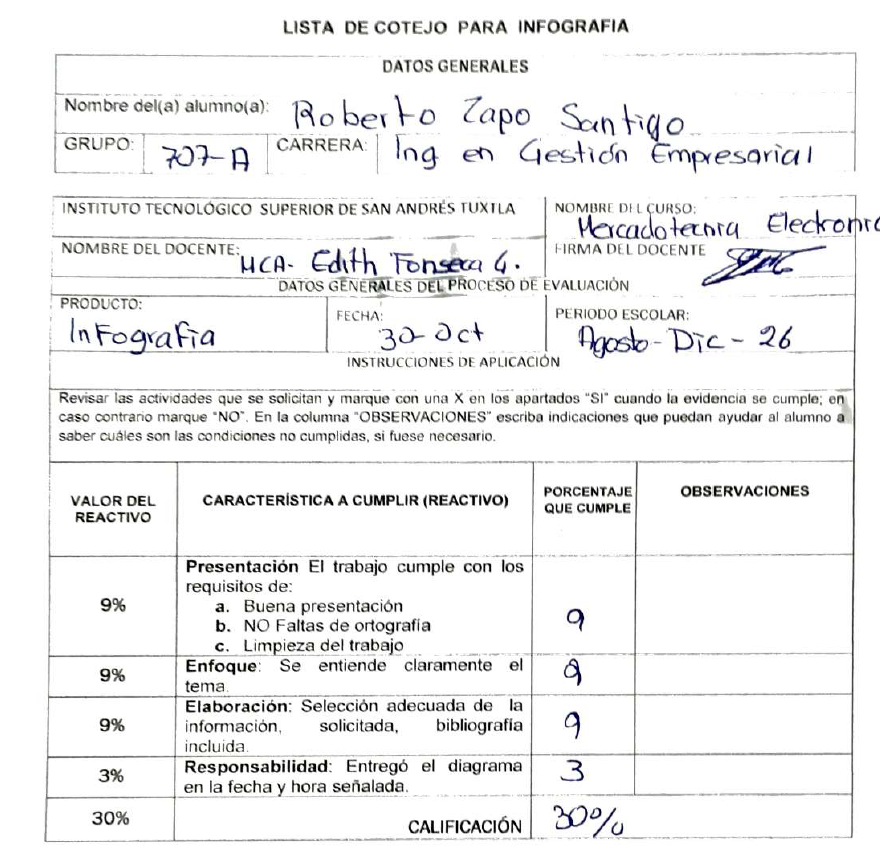 LISTA DE COTEJO PARA INFOGRAFIA
DATOS GENERALES
Nombre del(a) alumno(a): Roberto Zapo Santigo
GRUPO: 707-A CARRERA: Ing en Gestión Empresarial
INSTITUTO TECNOLÓGICO SUPERIOR DE SAN ANDRÉS TUXTLA
NOMBRE DEL CURSO:
Mercadotecnia Electronic
NOMBRE DEL DOCENTE: MCA. Edith Fonseca G.
FIRMA DEL DOCENTE
DATOS GENERALES DEL PROCESO DE EVALUACIÓN
PRODUCTO:
InFografia
FECHA:
30-Oct
PERIODO ESCOLAR:
Agosto-Dic-26
INSTRUCCIONES DE APLICACIÓN
Revisar las actividades que se solicitan y marque con una X en los apartados "SI" cuando la evidencia se cumple; en
caso contrario marque "NO". En la columna "OBSERVACIONES" escriba indicaciones que puedan ayudar al alumno a
saber cuáles son las condiciones no cumplidas, si fuese necesario.
VALOR DEL
REACTIVO
CARACTERÍSTICA A CUMPLIR (REACTIVO)
PORCENTAJE
QUE CUMPLE
OBSERVACIONES
9%
Presentación El trabajo cumple con los
requisitos de:
a. Buena presentación
b. NO Faltas de ortografía
c. Limpieza del trabajo
9
9%
Enfoque: Se entiende claramente el
tema.
9
9%
Elaboración: Selección adecuada de la
información, solicitada, bibliografía
incluida.
9
3%
Responsabilidad: Entregó el diagrama
en la fecha y hora señalada.
3
30%
CALIFICACIÓN
30%